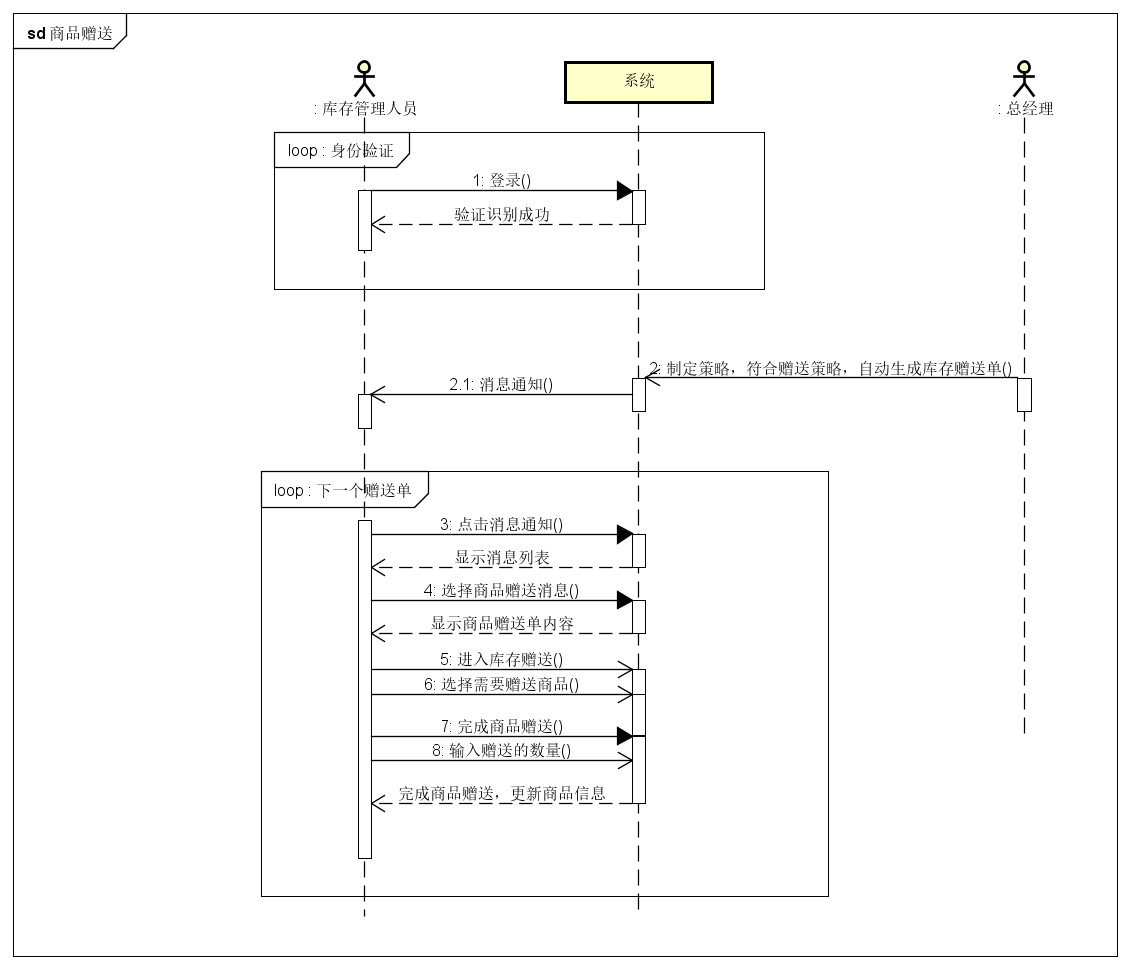 sd 商品赠送
系统
: 库存管理人员
: 总经理
loop : 身份验证
1: 登录()
验证识别成功
2: 制定策略，符合赠送策略，自动生成库存赠送单()
2.1: 消息通知()
loop : 下一个赠送单
3: 点击消息通知()
显示消息列表
4: 选择商品赠送消息()
显示商品赠送单内容
5: 进入库存赠送()
6: 选择需要赠送商品()
7: 完成商品赠送()
8: 输入赠送的数量()
完成商品赠送，更新商品信息